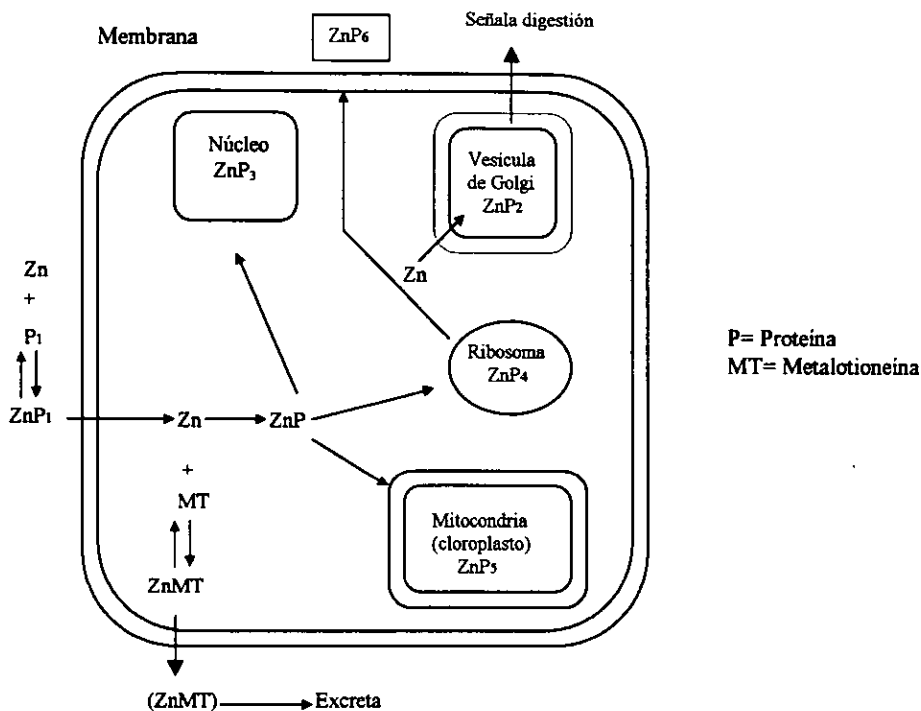 Señala digestión
Membrana
ZnP6
Núcleo
ZnP3
Vesícula
de Golgi
ZnP2
Zn
Zn
+
P1
ZnP1
Zn
ZnP
Ribosoma
ZnP4
P= Proteína
MT= Metalotioneína
+
MT
ZnMT
Mitocondria
(cloroplasto)
ZnP5
(ZnMT)
Excreta